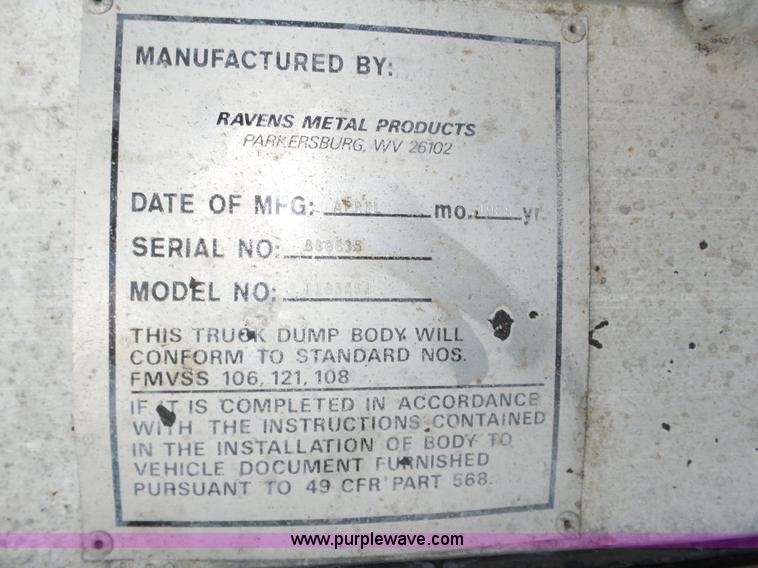 MANUFACTURED BY:
RAVENS METAL PRODUCTS
PARKERSBURG, WV 26102
DATE OF MFG: APRIL mo. yr.
SERIAL NO:
MODEL NO:
THIS TRUCK DUMP BODY WILL
CONFORM TO STANDARD NOS.
FMVSS 106, 121, 108
IF IT IS COMPLETED IN ACCORDANCE
WITH THE INSTRUCTIONS CONTAINED
IN THE INSTALLATION OF BODY TO
VEHICLE DOCUMENT FURNISHED
PURSUANT TO 49 CFR PART 568.
www.purplewave.com